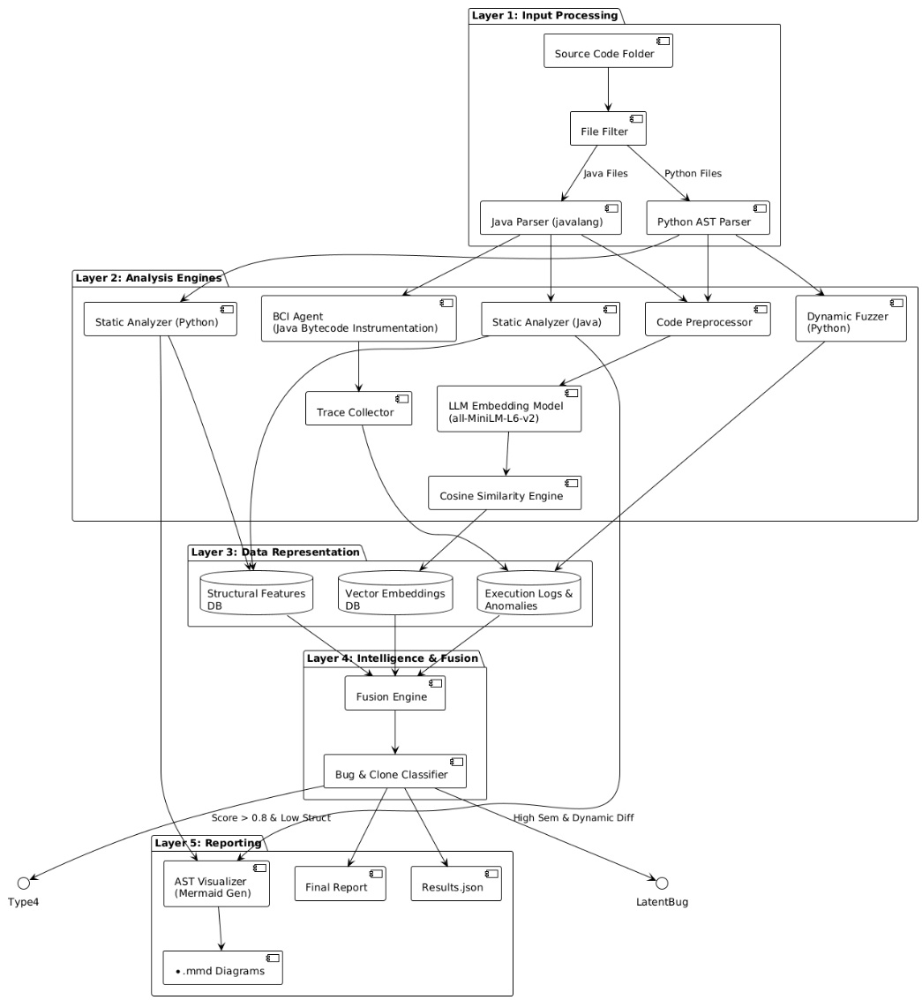 Layer 1: Input Processing
Source Code Folder
File Filter
Java Files
Python Files
Java Parser (javalang)
Python AST Parser
Layer 2: Analysis Engines
Static Analyzer (Python)
BCI Agent
(Java Bytecode Instrumentation)
Static Analyzer (Java)
Code Preprocessor
Dynamic Fuzzer
(Python)
Trace Collector
LLM Embedding Model
(all-MiniLM-L6-v2)
Cosine Similarity Engine
Layer 3: Data Representation
Structural Features
DB
Vector Embeddings
DB
Execution Logs &
Anomalies
Layer 4: Intelligence & Fusion
Fusion Engine
Bug & Clone Classifier
Score > 0.8 & Low Struct
High Sem & Dynamic Diff
Layer 5: Reporting
AST Visualizer
(Mermaid Gen)
Final Report
Results.json
Type4
LatentBug
•.mmd Diagrams